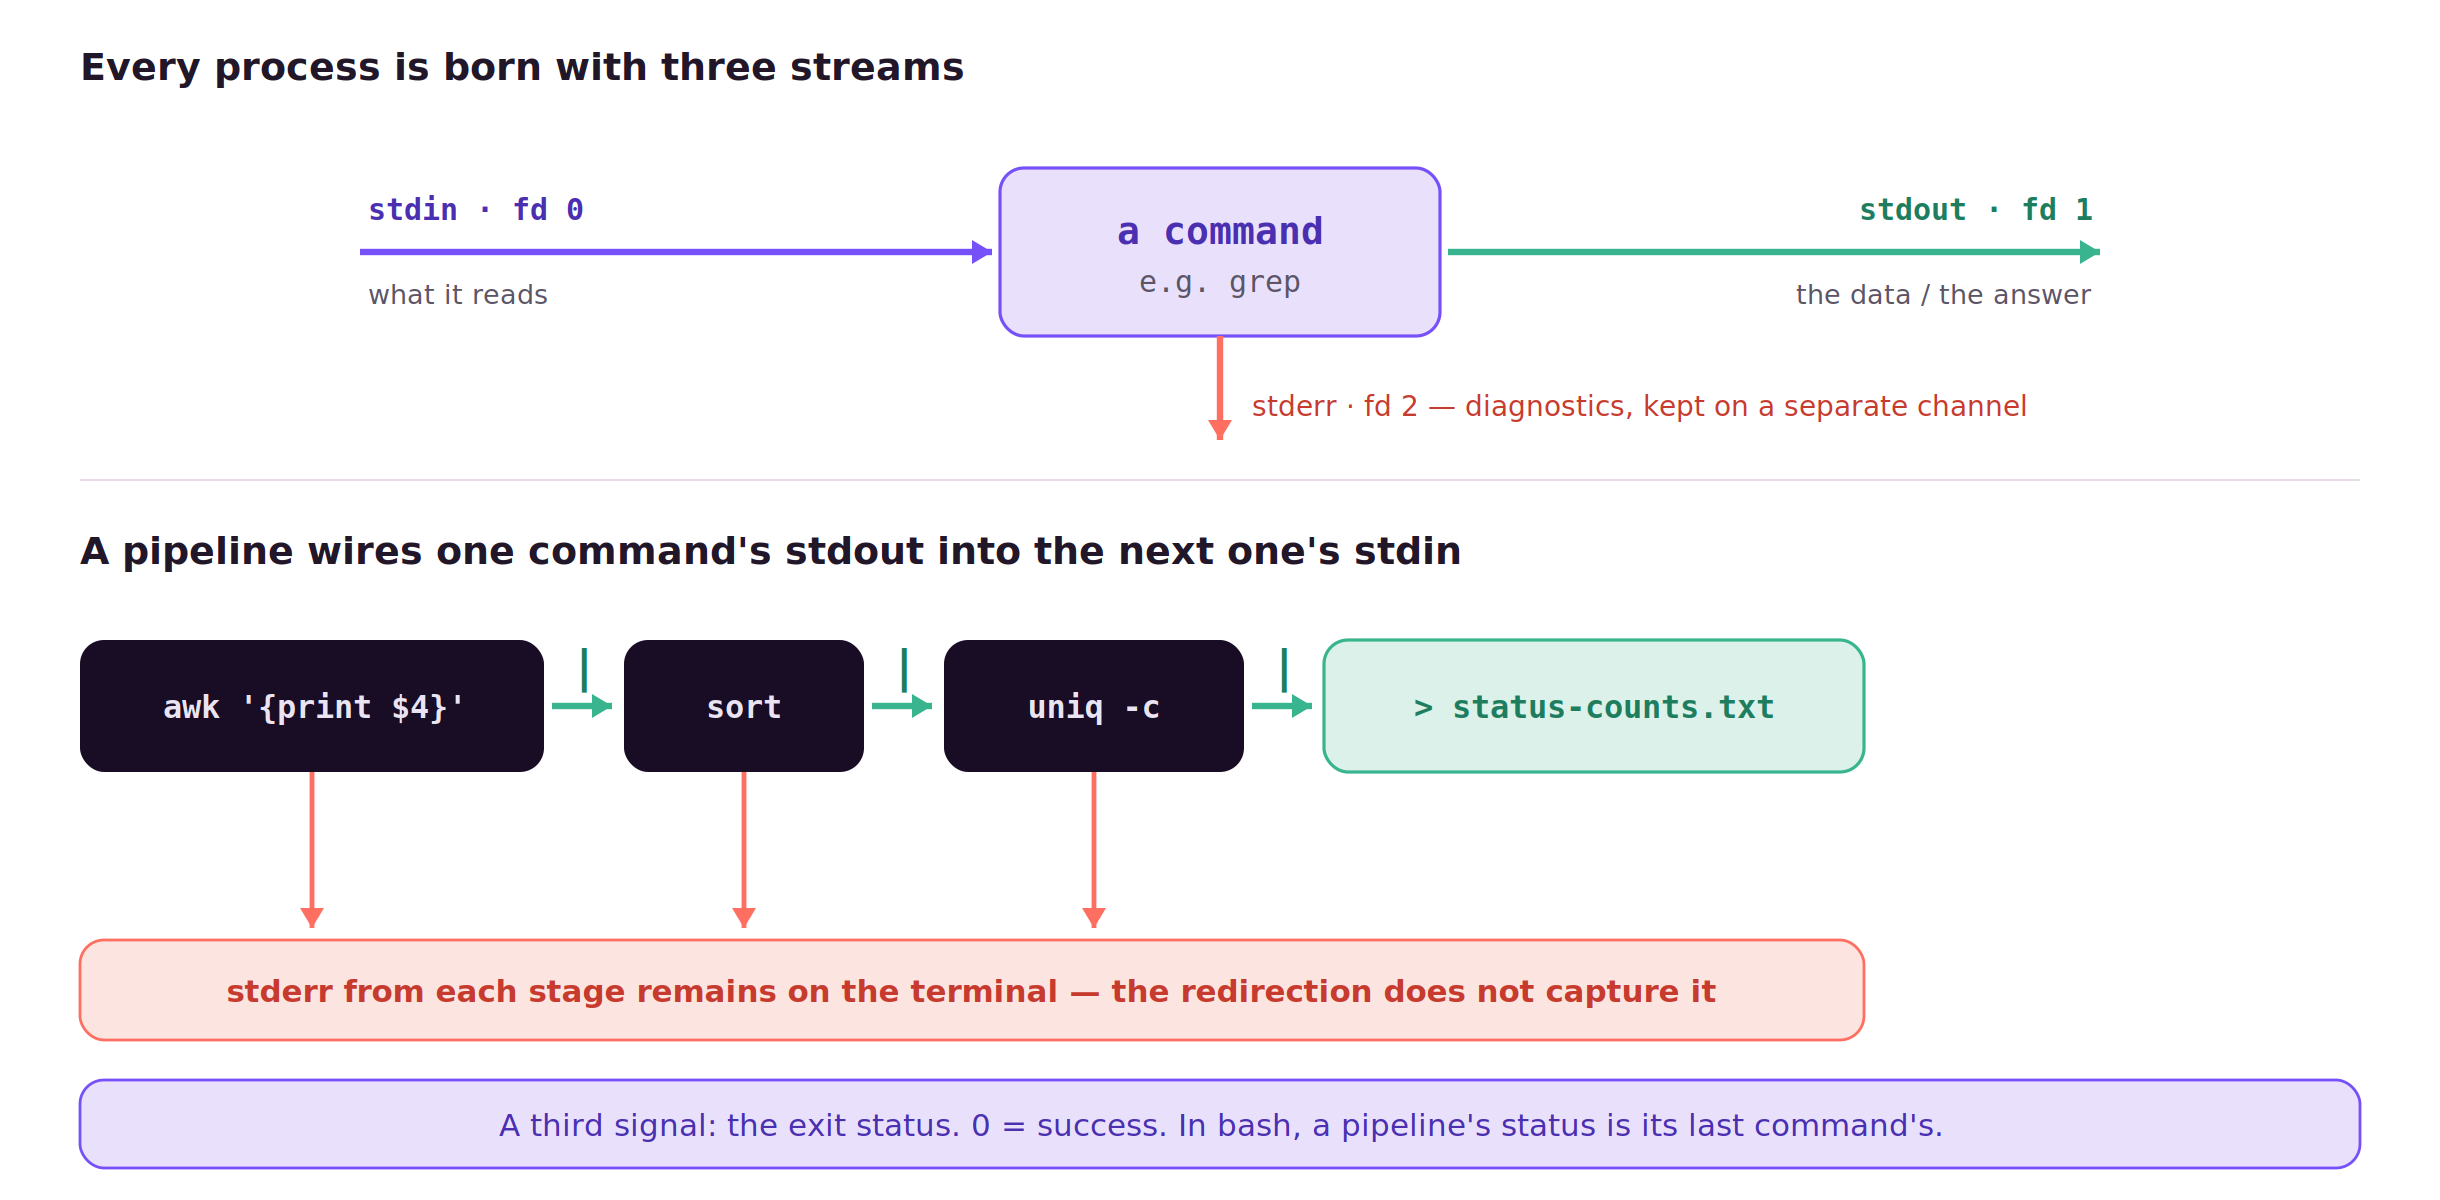 Every process is born with three streams
stdin · fd 0
what it reads
a command
e.g. grep
stdout · fd 1
the data / the answer
stderr · fd 2 — diagnostics, kept on a separate channel
A pipeline wires one command's stdout into the next one's stdin
awk '{print $4}' | sort | uniq -c | > status-counts.txt
stderr from each stage remains on the terminal — the redirection does not capture it
A third signal: the exit status. 0 = success. In bash, a pipeline's status is its last command's.